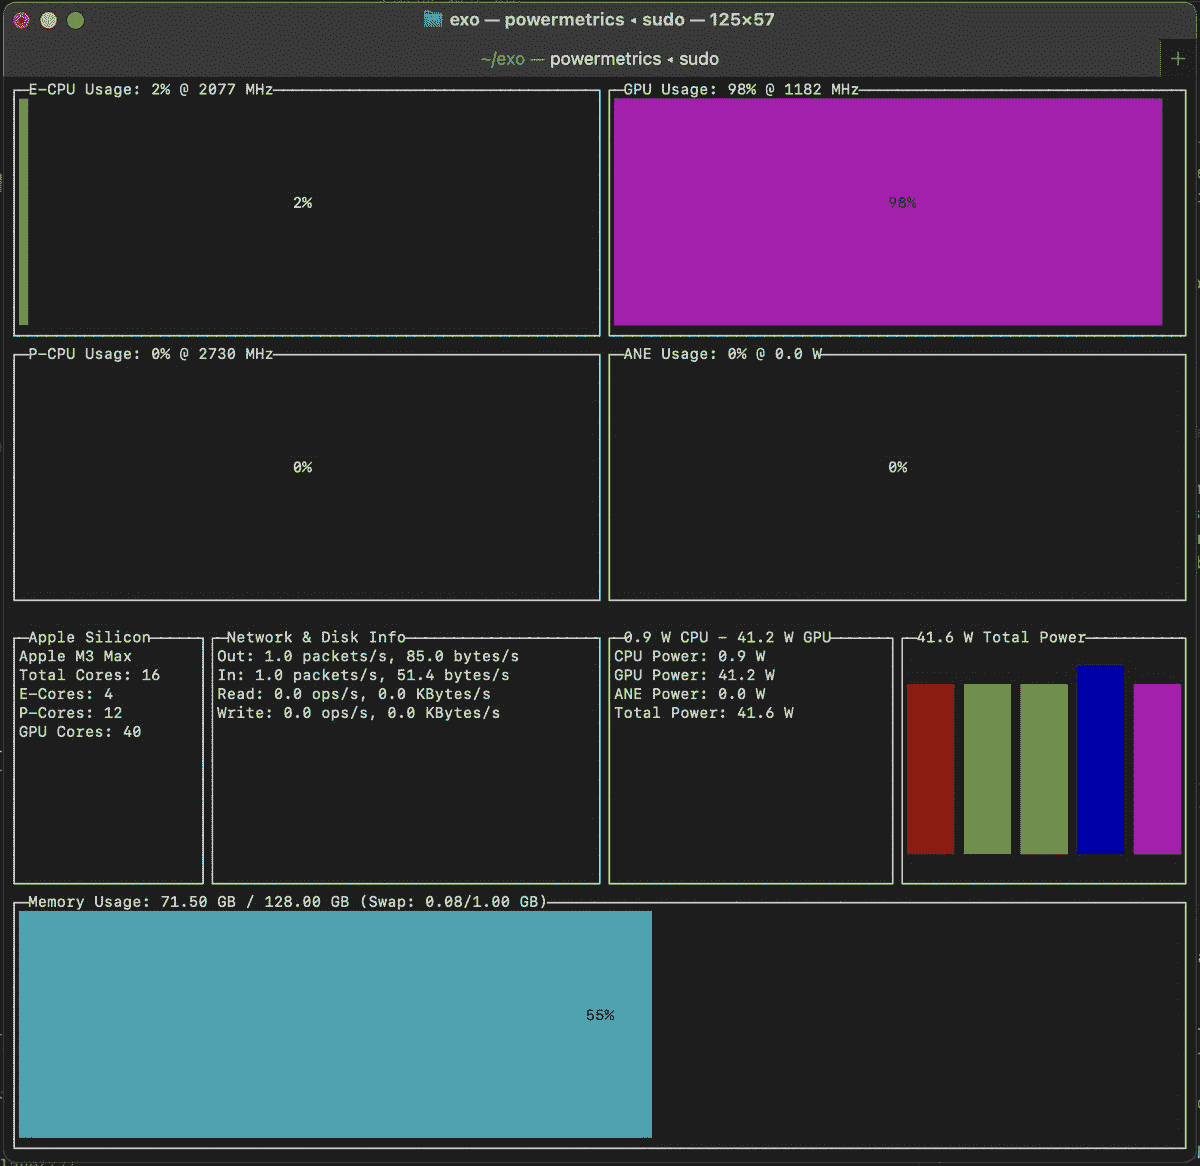 exo — powermetrics ◂ sudo — 125×57
~/exo — powermetrics ◂ sudo
+
E-CPU Usage: 2% @ 2077 MHz
GPU Usage: 98% @ 1182 MHz
2%
98%
P-CPU Usage: 0% @ 2730 MHz
ANE Usage: 0% @ 0.0 W
0%
0%
Apple Silicon
Apple M3 Max
Total Cores: 16
E-Cores: 4
P-Cores: 12
GPU Cores: 40
Network & Disk Info
Out: 1.0 packets/s, 85.0 bytes/s
In: 1.0 packets/s, 51.4 bytes/s
Read: 0.0 ops/s, 0.0 KBytes/s
Write: 0.0 ops/s, 0.0 KBytes/s
0.9 W CPU - 41.2 W GPU
CPU Power: 0.9 W
GPU Power: 41.2 W
ANE Power: 0.0 W
Total Power: 41.6 W
41.6 W Total Power
Memory Usage: 71.50 GB / 128.00 GB (Swap: 0.08/1.00 GB)
55%